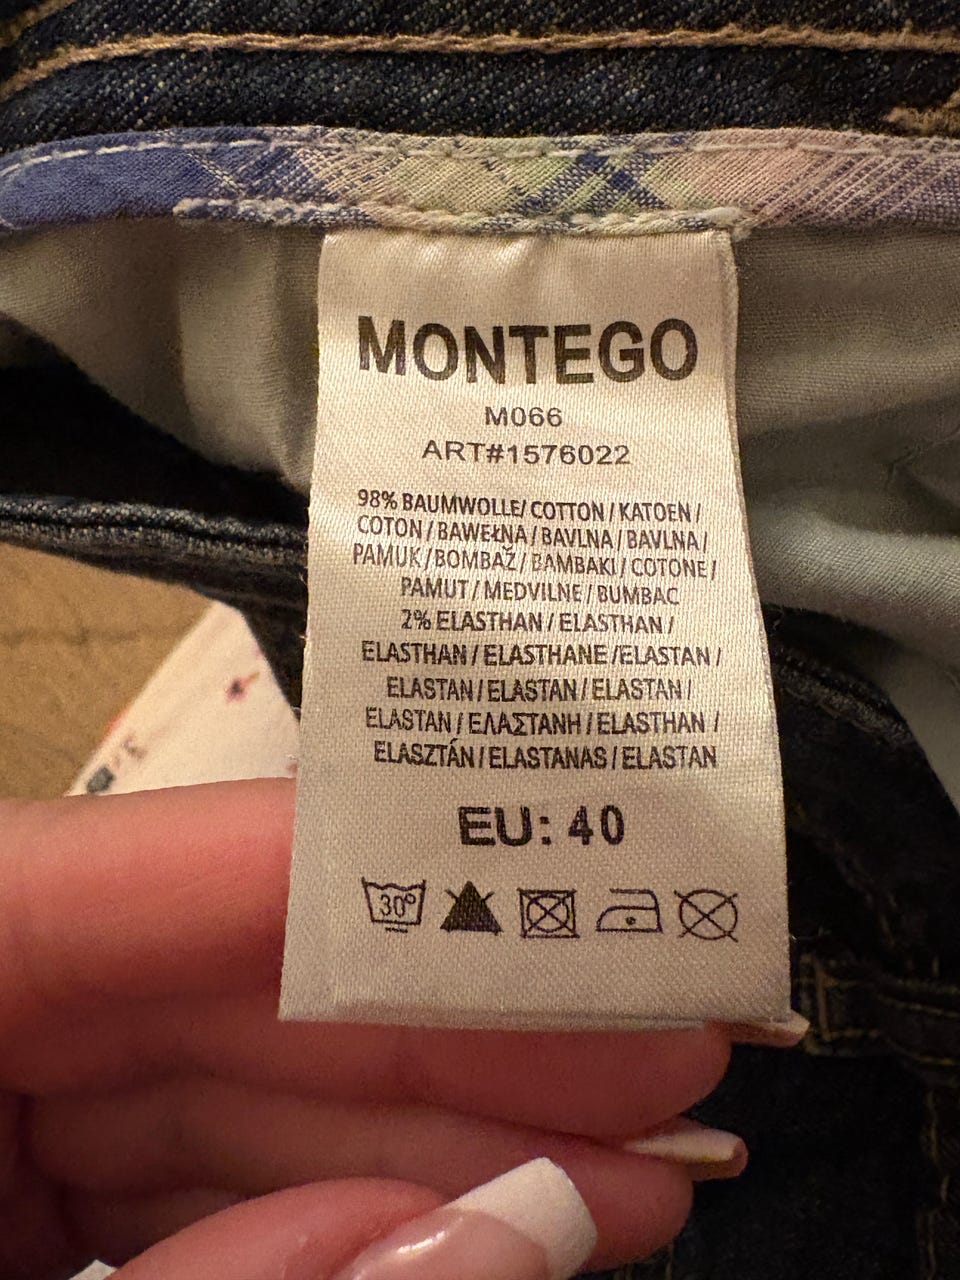 MONTEGO
M066
ART#1576022
98% BAUMWOLLE/ COTTON / KATOEN /
COTON / BAWEŁNA / BAVLNA / BAVLNA /
PAMUK / BOMBAŽ / BAMBAKI / COTONE /
PAMUT / MEDVILNE / BUMBAC
2% ELASTHAN / ELASTHAN /
ELASTHAN / ELASTHANE /ELASTAN /
ELASTAN / ELASTAN / ELASTAN /
ELASTAN / ΕΛΑΣΤΑΝΗ / ELASTHAN /
ELASZTÁN / ELASTANAS / ELASTAN
EU: 40
30°